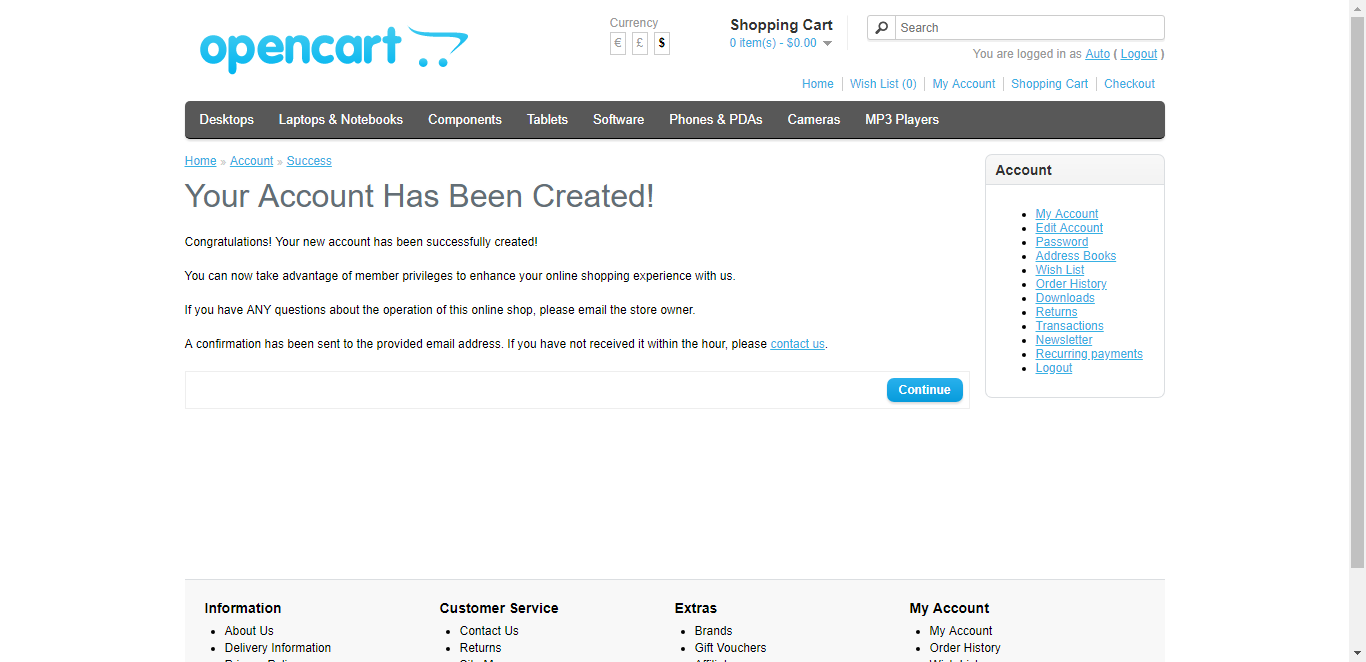 opencart
Currency
€ £ $
Shopping Cart
0 item(s) - $0.00
Search
You are logged in as Auto ( Logout )
Home Wish List (0) My Account Shopping Cart Checkout
Desktops Laptops & Notebooks Components Tablets Software Phones & PDAs Cameras MP3 Players
Home » Account » Success
Your Account Has Been Created!
Congratulations! Your new account has been successfully created!
You can now take advantage of member privileges to enhance your online shopping experience with us.
If you have ANY questions about the operation of this online shop, please email the store owner.
A confirmation has been sent to the provided email address. If you have not received it within the hour, please contact us.
Continue
Account
My Account
Edit Account
Password
Address Books
Wish List
Order History
Downloads
Returns
Transactions
Newsletter
Recurring payments
Logout
Information
About Us
Delivery Information
Customer Service
Contact Us
Returns
Extras
Brands
Gift Vouchers
My Account
My Account
Order History